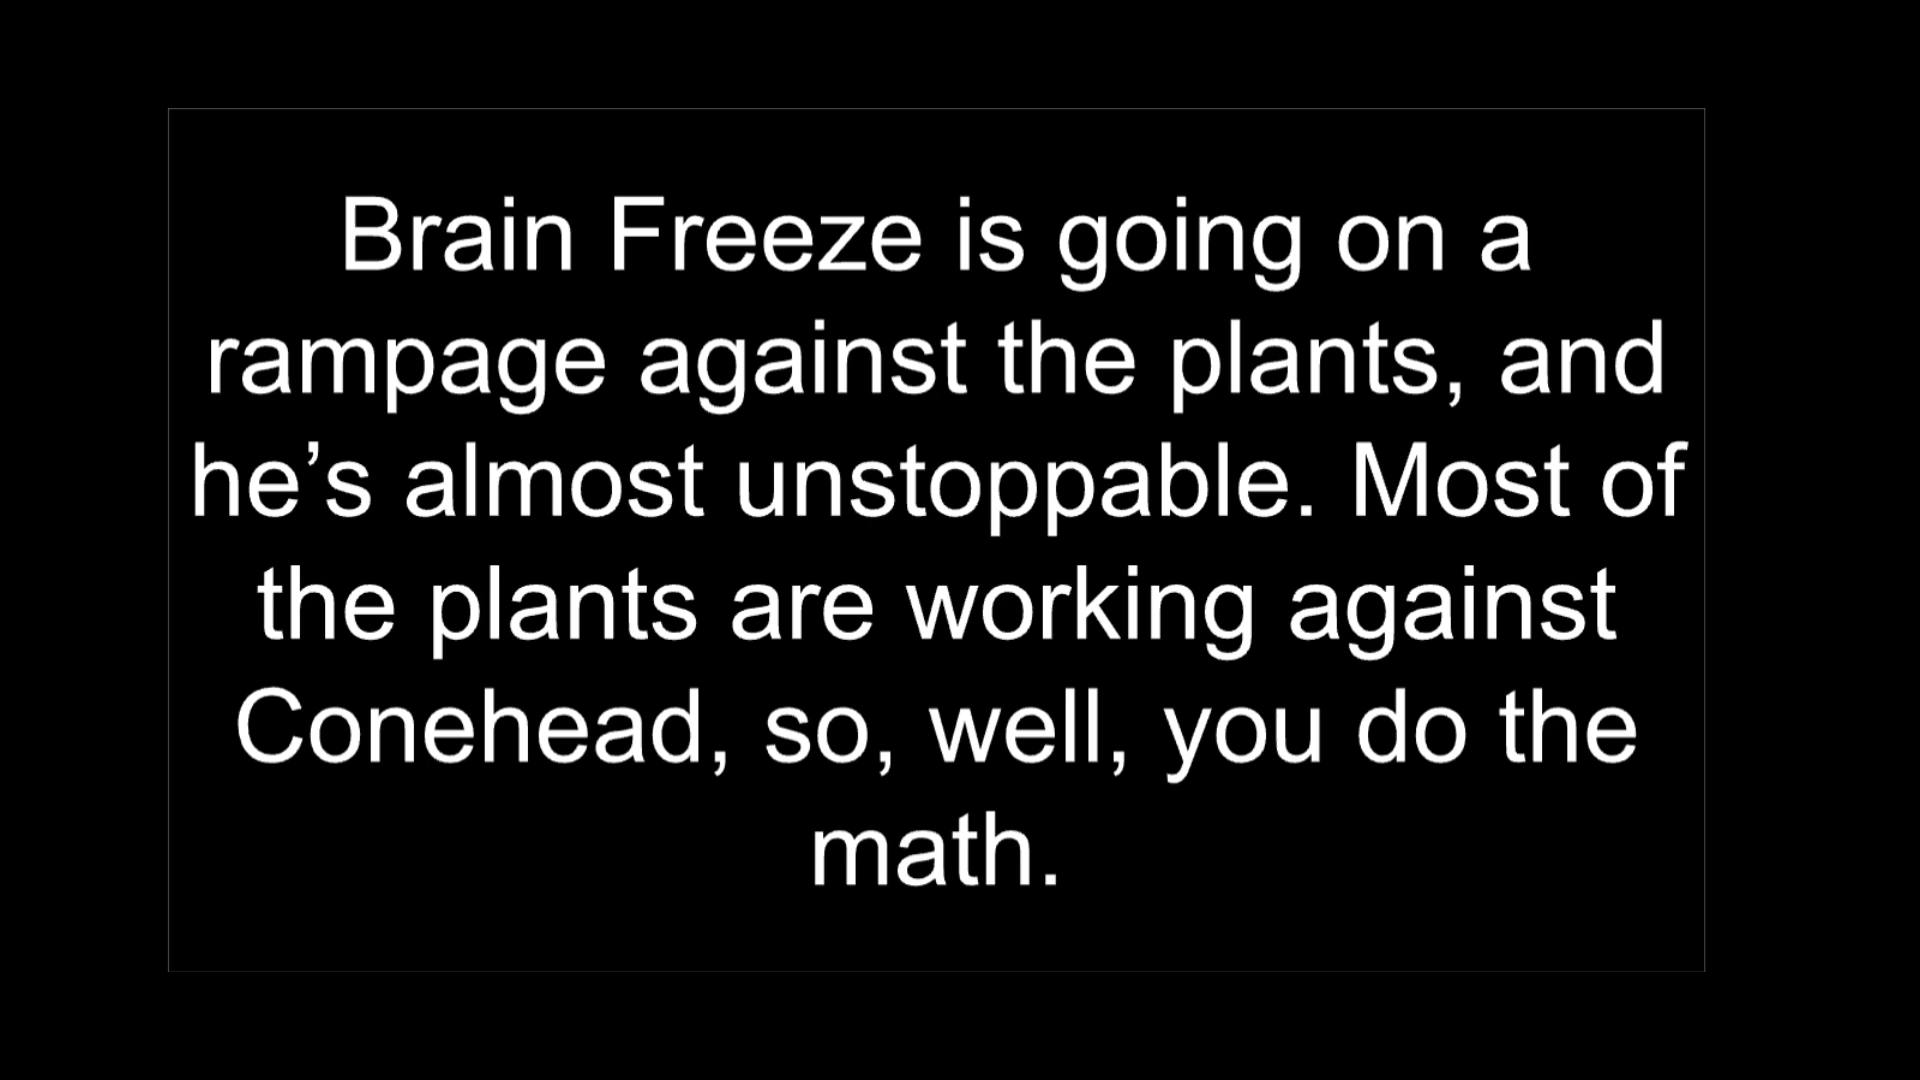 Brain Freeze is going on a
rampage against the plants, and
he’s almost unstoppable. Most of
the plants are working against
Conehead, so, well, you do the
math.